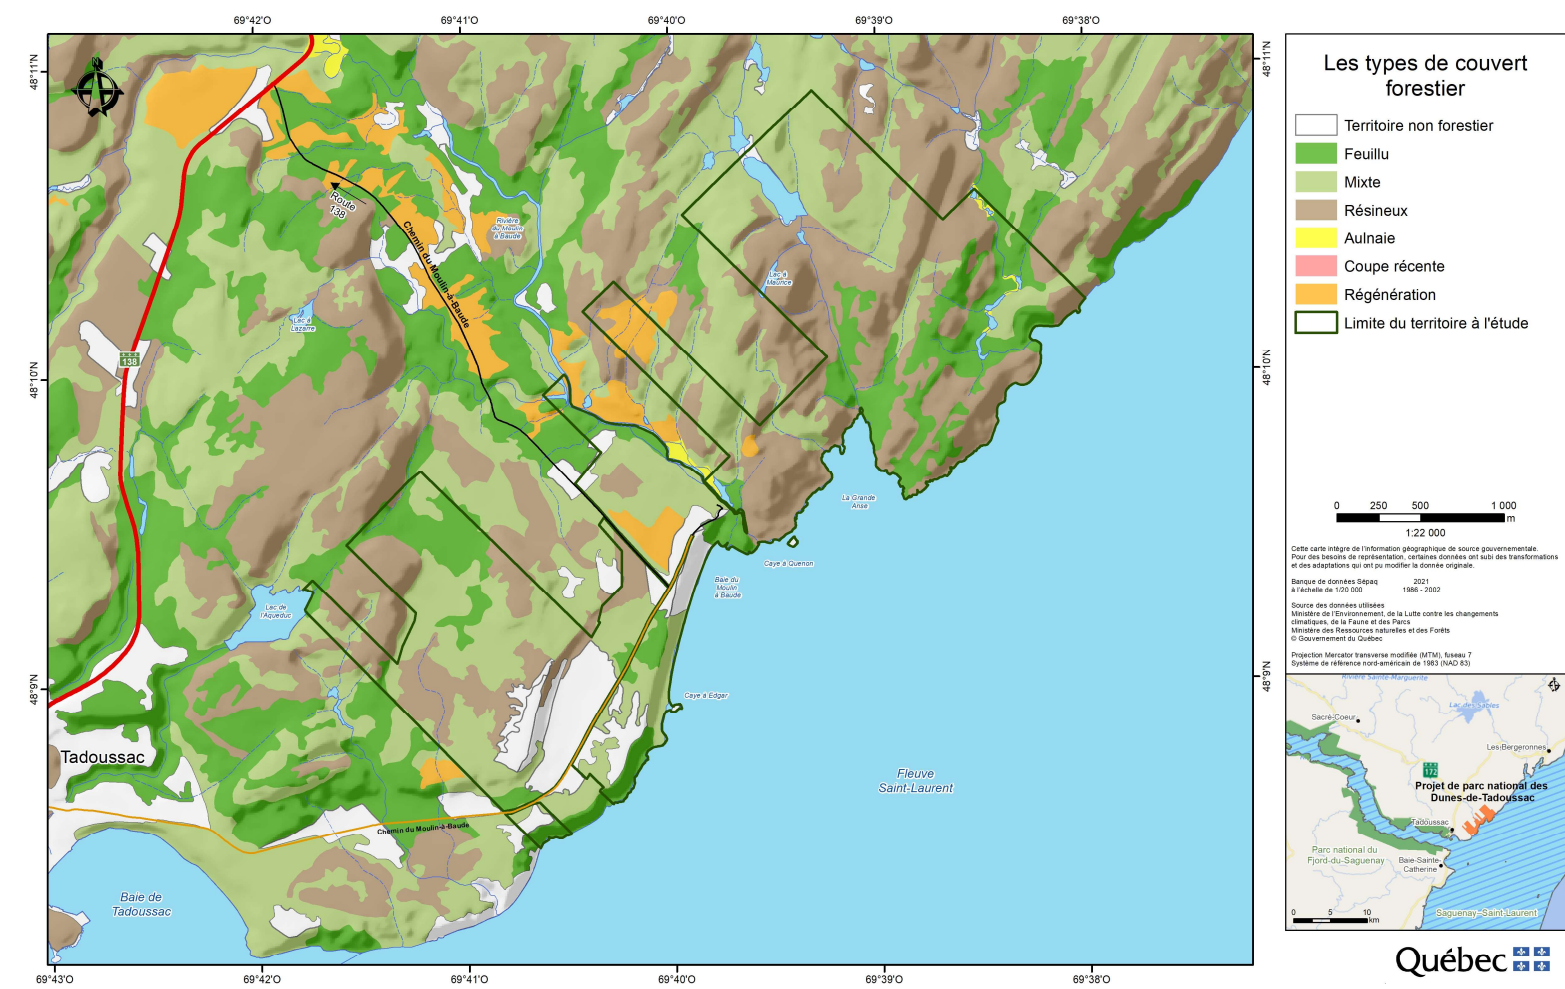 69°42'O
69°41'O
69°40'O
69°39'O
69°38'O
48°11'N
48°11'N
N
Route
138
Rivière
du Moulin
à Baude
Chemin du Moulin-à-Baude
Lac à
Maurice
Lac à
Lazarre
138
48°10'N
48°10'N
La Grande
Anse
Caye à Quenon
Baie du
Moulin
à Baude
Lac de
l'Aqueduc
48°9'N
48°9'N
Caye à Edgar
Tadoussac
Fleuve
Saint-Laurent
Chemin du Moulin-à-Baude
Baie de
Tadoussac
69°43'O
69°42'O
69°41'O
69°40'O
69°39'O
69°38'O
Les types de couvert
forestier
Territoire non forestier
Feuillu
Mixte
Résineux
Aulnaie
Coupe récente
Régénération
Limite du territoire à l'étude
0 250 500 1 000
m
1:22 000
Cette carte intègre de l'information géographique de source gouvernementale.
Pour des besoins de représentation, certaines données ont subi des transformations
et des adaptations qui ont pu modifier la donnée originale.
Banque de données Sépaq 2021
à l'échelle de 1/20 000 1986 - 2002
Source des données utilisées
Ministère de l'Environnement, de la Lutte contre les changements
climatiques, de la Faune et des Parcs
Ministère des Ressources naturelles et des Forêts
© Gouvernement du Québec
Projection Mercator transverse modifiée (MTM), fuseau 7
Système de référence nord-américain de 1983 (NAD 83)
Rivière Sainte-Marguerite
Lac des Sables
Sacré-Coeur
Les Bergeronnes
172
Projet de parc national des
Dunes-de-Tadoussac
Tadoussac
Parc national du
Fjord-du-Saguenay
Baie-Sainte-
Catherine
0 5 10
km
Saguenay–Saint-Laurent
Québec